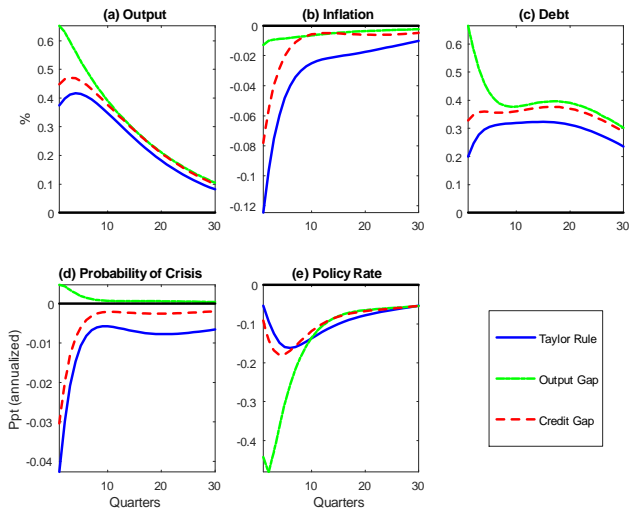 (a) Output
(b) Inflation
(c) Debt
0.6
0.5
0.4
0.3
0.2
0.1
0
%
10 20 30
0
-0.02
-0.04
-0.06
-0.08
-0.1
-0.12
10 20 30
0.6
0.5
0.4
0.3
0.2
0.1
0
10 20 30
(d) Probability of Crisis
(e) Policy Rate
0
-0.01
-0.02
-0.03
-0.04
Ppt (annualized)
10 20 30
Quarters
0
-0.1
-0.2
-0.3
-0.4
10 20 30
Quarters
Taylor Rule
Output Gap
Credit Gap